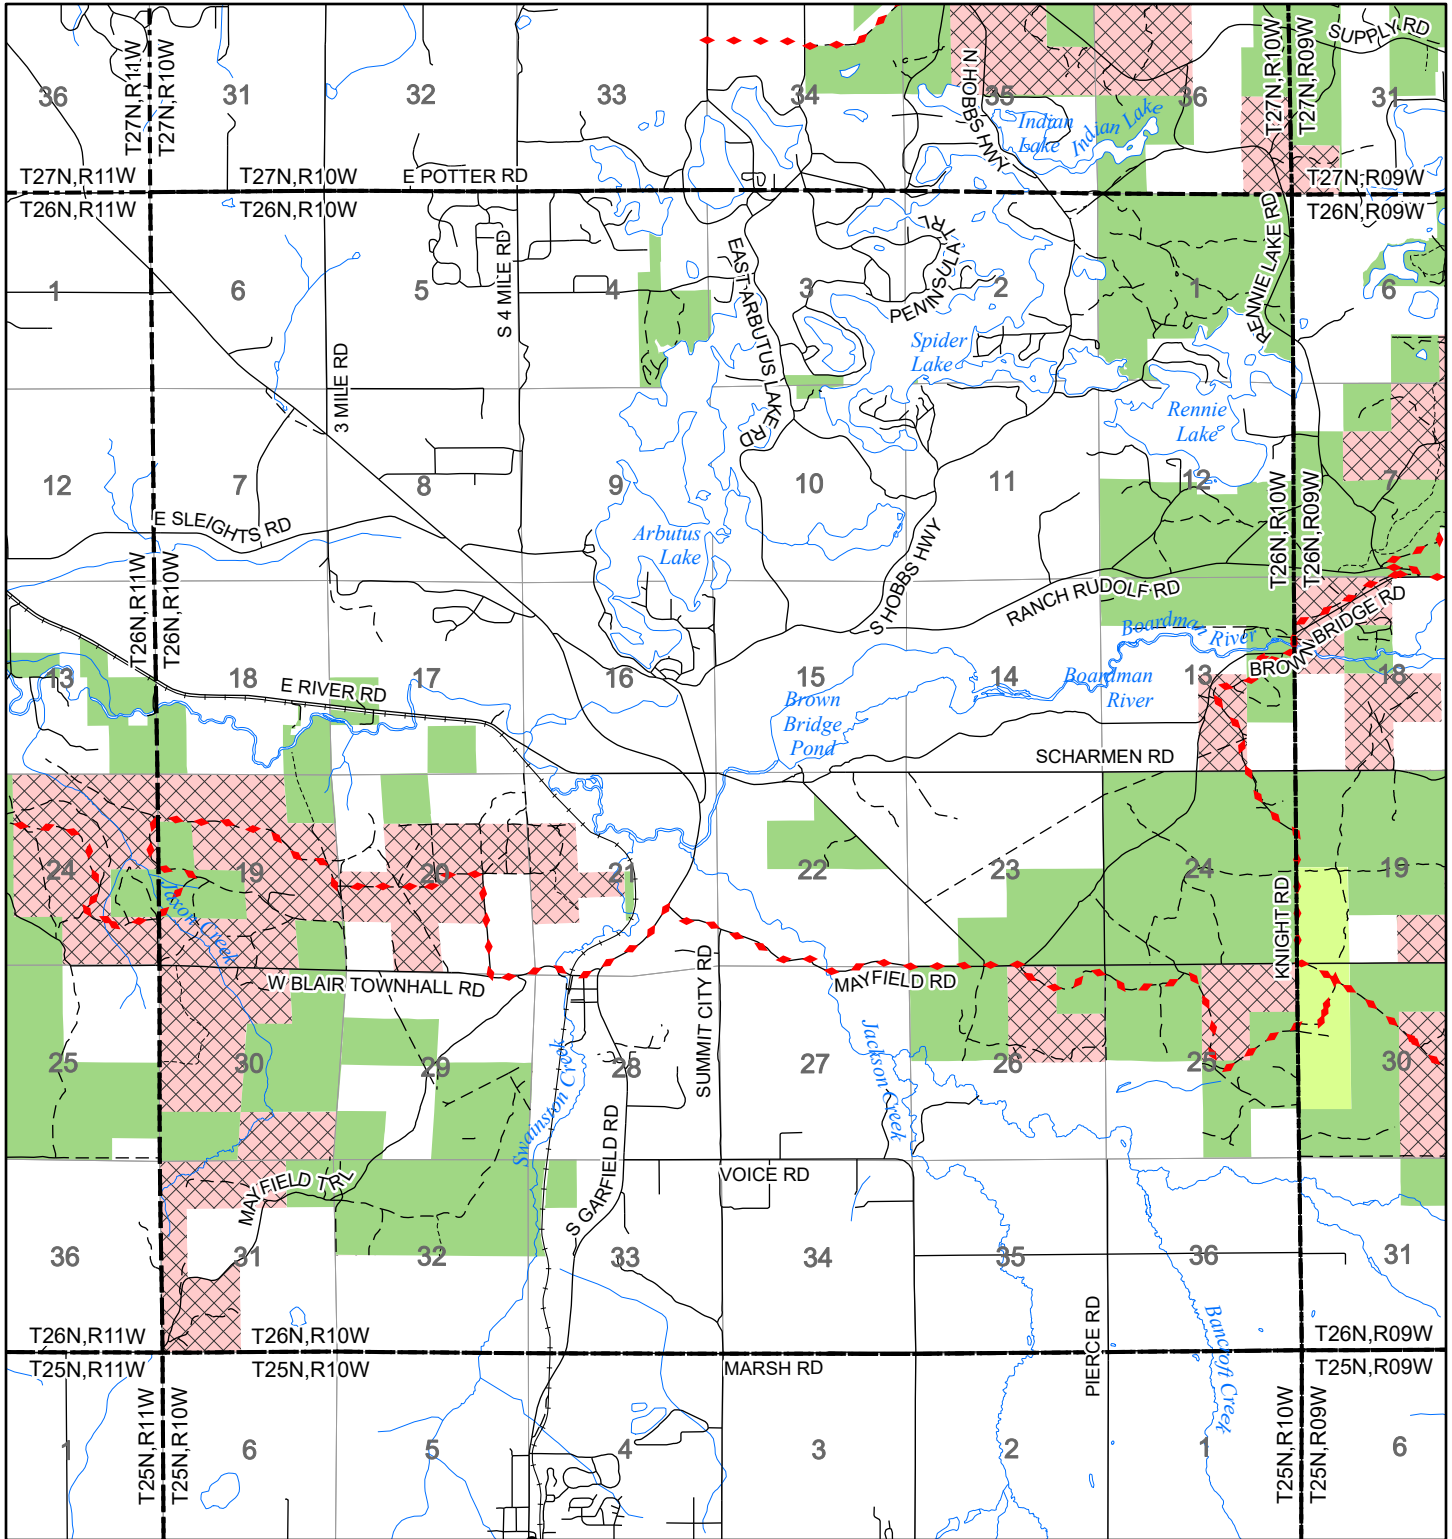 SUPPLY RD
T27N,R11W
T27N,R10W
T27N,R10W
T27N,R09W
36
31
32
33
34
35
36
31
N HOBBS HWY
Indian
Lake
Indian Lake
T27N,R11W
T27N,R10W
E POTTER RD
T27N,R09W
T26N,R11W
T26N,R10W
T26N,R09W
S 4 MILE RD
EAST ARBUTUS LAKE
RD
PENINSULA TRL
RENNIE LAKE RD
1
6
5
4
3
2
1
6
3 MILE RD
Spider
Lake
Rennie
Lake
12
7
8
9
10
11
12
7
E SLEIGHTS RD
Arbutus
Lake
S HOBBS HWY
T26N,R10W
T26N,R09W
T26N,R11W
T26N,R10W
RANCH RUDOLF RD
BROWN BRIDGE RD
Boardman River
13
18
17
16
15
14
13
18
E RIVER RD
Boardman
River
Brown
Bridge
Pond
SCHARMEN RD
24
19
20
21
22
23
24
19
Jaxon Creek
KNIGHT RD
W BLAIR TOWNHALL RD
SUMMIT CITY RD
MAYFIELD RD
25
30
29
28
27
26
25
30
Swainston Creek
Jackson Creek
S GARFIELD RD
VOICE RD
MAYFIELD TRL
36
31
32
33
34
35
36
31
PIERCE RD
Bancroft Creek
T26N,R11W
T26N,R10W
T26N,R09W
T25N,R11W
T25N,R10W
MARSH RD
T25N,R09W
T25N,R11W
T25N,R10W
T25N,R10W
T25N,R09W
1
6
5
4
3
2
1
6